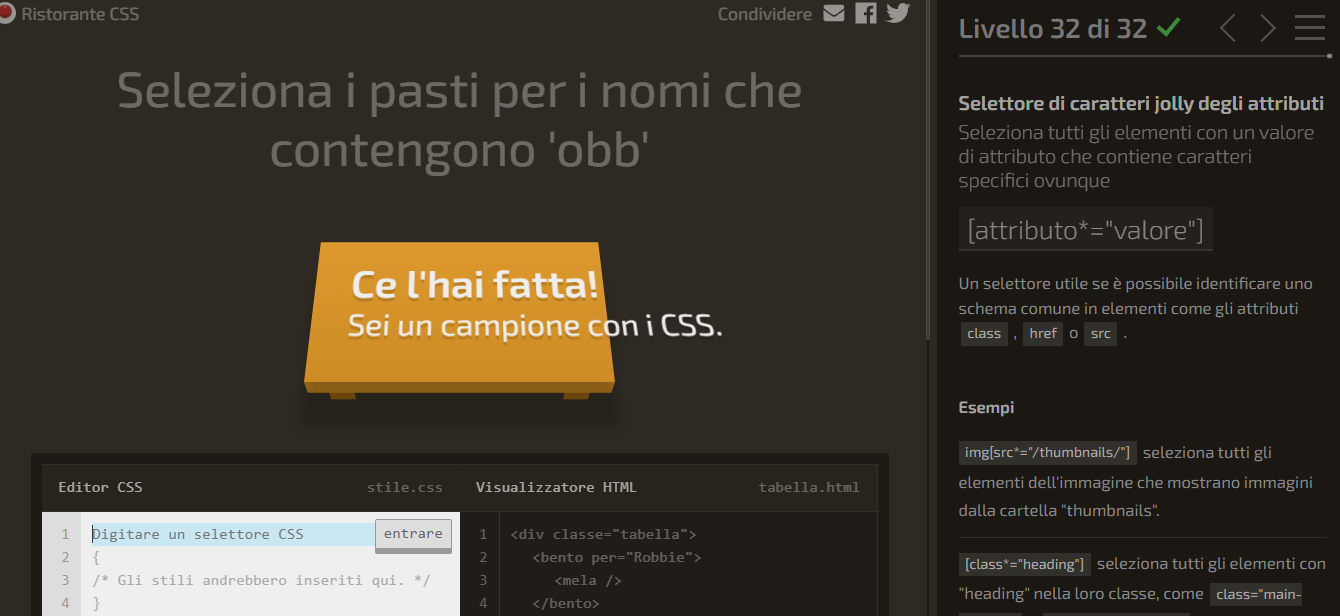 Ristorante CSS
Condividere
Seleziona i pasti per i nomi che
contengono 'obb'
Ce l'hai fatta!
Sei un campione con i CSS.
Editor CSS stile.css
1 Digitare un selettore CSS entrare
2 {
3 /* Gli stili andrebbero inseriti qui. */
4 }
Visualizzatore HTML tabella.html
1 <div classe="tabella">
2 <bento per="Robbie">
3 <mela />
4 </bento>
Livello 32 di 32
Selettore di caratteri jolly degli attributi
Seleziona tutti gli elementi con un valore
di attributo che contiene caratteri
specifici ovunque
[attributo*="valore"]
Un selettore utile se è possibile identificare uno
schema comune in elementi come gli attributi
class , href o src .
Esempi
img[src*="/thumbnails/"] seleziona tutti gli
elementi dell'immagine che mostrano immagini
dalla cartella "thumbnails".
[class*="heading"] seleziona tutti gli elementi con
"heading" nella loro classe, come class="main-